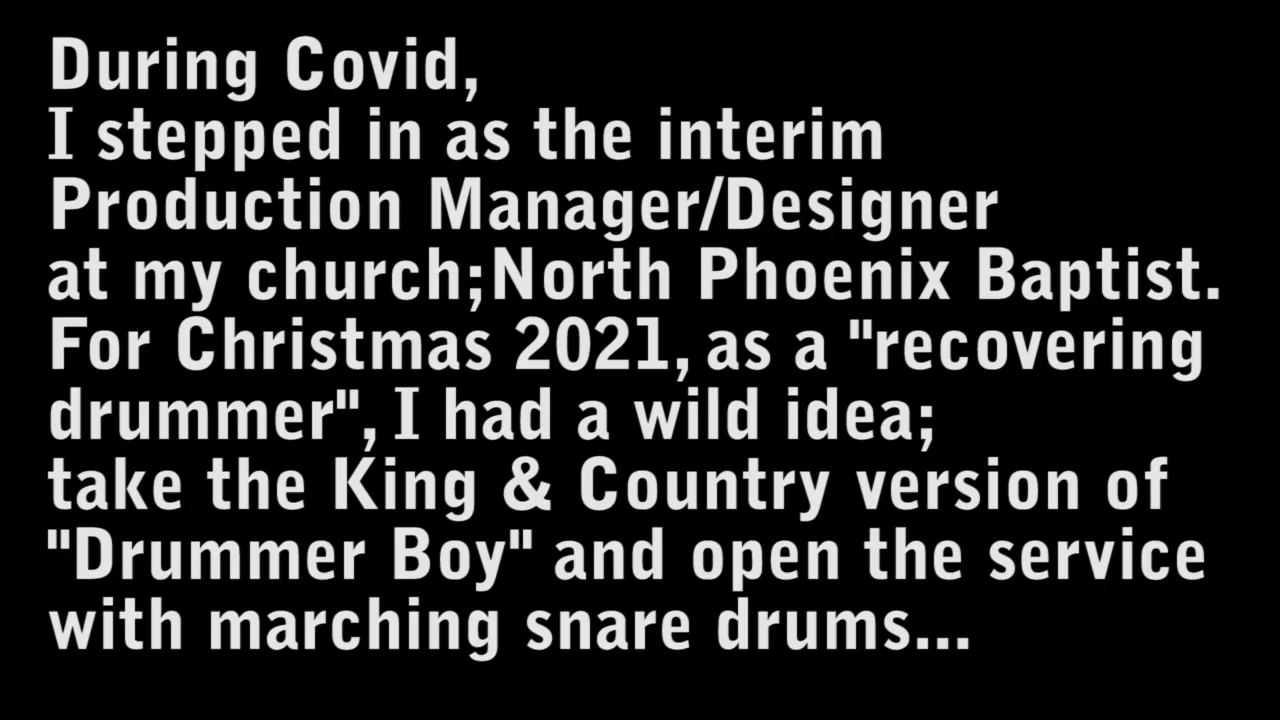 During Covid,
I stepped in as the interim
Production Manager/Designer
at my church;North Phoenix Baptist.
For Christmas 2021, as a "recovering
drummer", I had a wild idea;
take the King & Country version of
"Drummer Boy" and open the service
with marching snare drums...